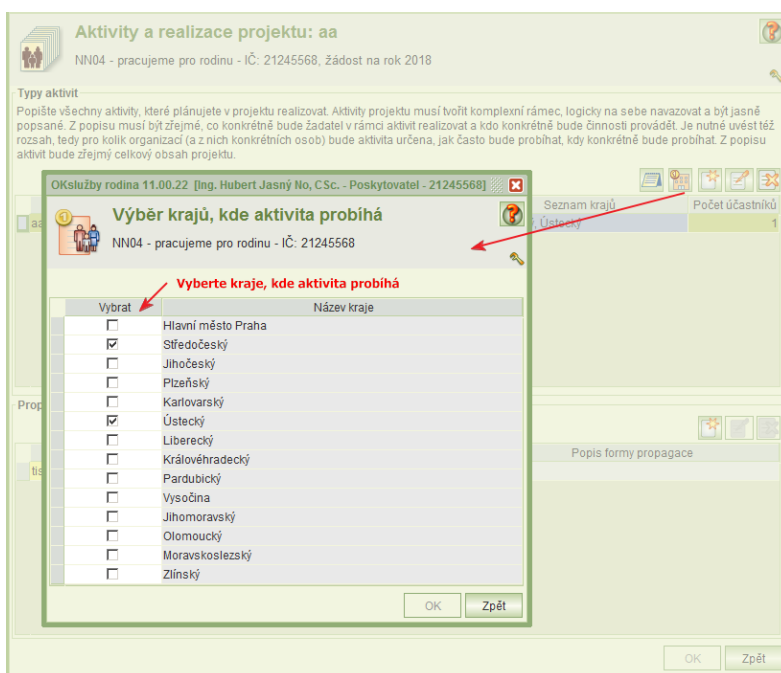 Aktivity a realizace projektu: aa
NN04 - pracujeme pro rodinu - IČ: 21245568, žádost na rok 2018
Typy aktivit
Popište všechny aktivity, které plánujete v projektu realizovat. Aktivity projektu musí tvořit komplexní rámec, logicky na sebe navazovat a být jasně
popsané. Z popisu musí být zřejmé, co konkrétně bude žadatel v rámci aktivit realizovat a kdo konkrétně bude činnosti provádět. Je nutné uvést též
rozsah, tedy pro kolik organizací (a z nich konkrétních osob) bude aktivita určena, jak často bude probíhat, kdy konkrétně bude probíhat. Z popisu
aktivit bude zřejmý celkový obsah projektu.
OKslužby rodina 11.00.22 [Ing. Hubert Jasný No, CSc. - Poskytovatel - 21245568]
Výběr krajů, kde aktivita probíhá
NN04 - pracujeme pro rodinu - IČ: 21245568
Seznam krajů Počet účastníků
aa , Ústecký 1
Vyberte kraje, kde aktivita probíhá
Vybrat Název kraje
Hlavní město Praha
Středočeský
Jihočeský
Plzeňský
Karlovarský
Ústecký
Liberecký
Královéhradecký
Pardubický
Vysočina
Jihomoravský
Olomoucký
Moravskoslezský
Zlínský
OK Zpět
Prop
Popis formy propagace
tis
OK Zpět